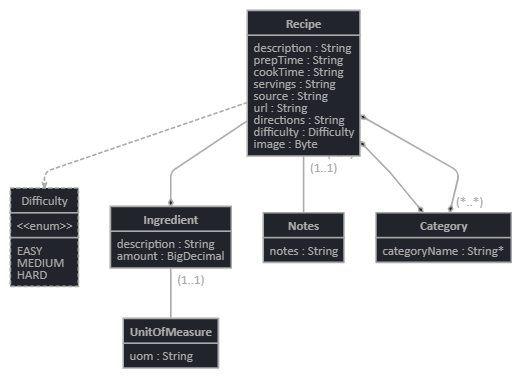 Recipe
description : String
prepTime : String
cookTime : String
servings : String
source : String
url : String
directions : String
difficulty : Difficulty
image : Byte
(1..1)
(*..*)
Difficulty
<<enum>>
EASY
MEDIUM
HARD
Ingredient
description : String
amount : BigDecimal
(1..1)
Notes
notes : String
Category
categoryName : String*
UnitOfMeasure
uom : String